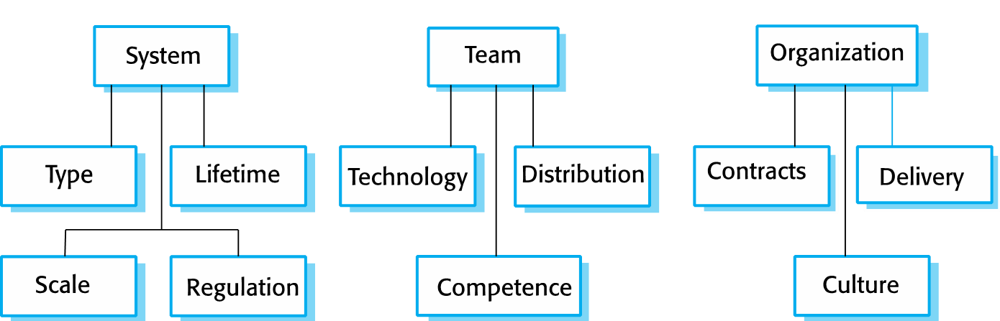 System
Team
Organization
Type
Lifetime
Technology
Distribution
Contracts
Delivery
Scale
Regulation
Competence
Culture